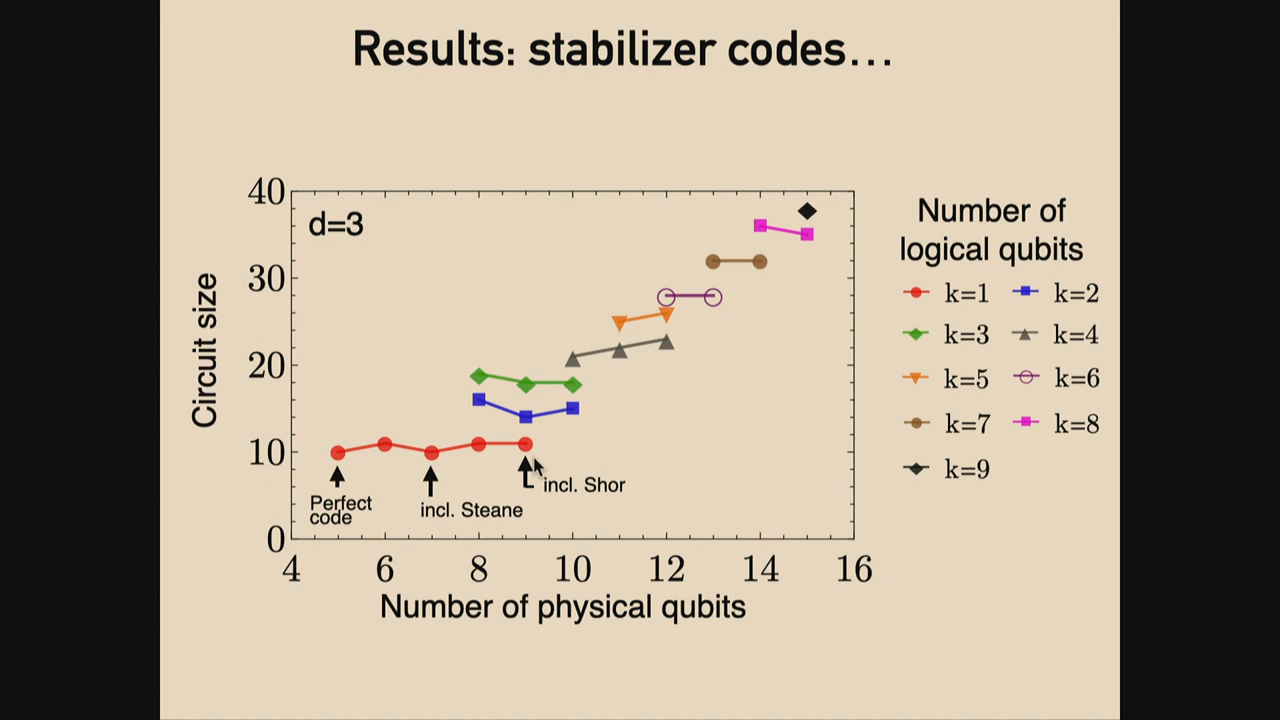 Results: stabilizer codes...
40
30
20
10
0
d=3
Circuit size
Perfect
code
incl. Steane
incl. Shor
4 6 8 10 12 14 16
Number of physical qubits
Number of
logical qubits
k=1 k=2
k=3 k=4
k=5 k=6
k=7 k=8
k=9